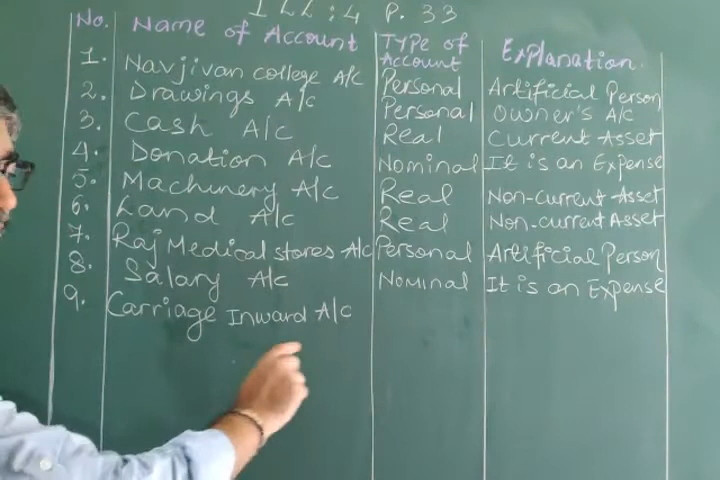 ILL:4 P. 33
No. Name of Account Type of Account Explanation.
1. Navjivan college A/c Personal Artificial Person
2. Drawings A/c Personal Owner's A/c
3. Cash A/c Real Current Asset
4. Donation A/c Nominal It is an Expense
5. Machinery A/c Real Non-current Asset
6. Land A/c Real Non-current Asset
7. Raj Medical stores A/c Personal Artificial Person
8. Salary A/c Nominal It is an Expense
9. Carriage Inward A/c